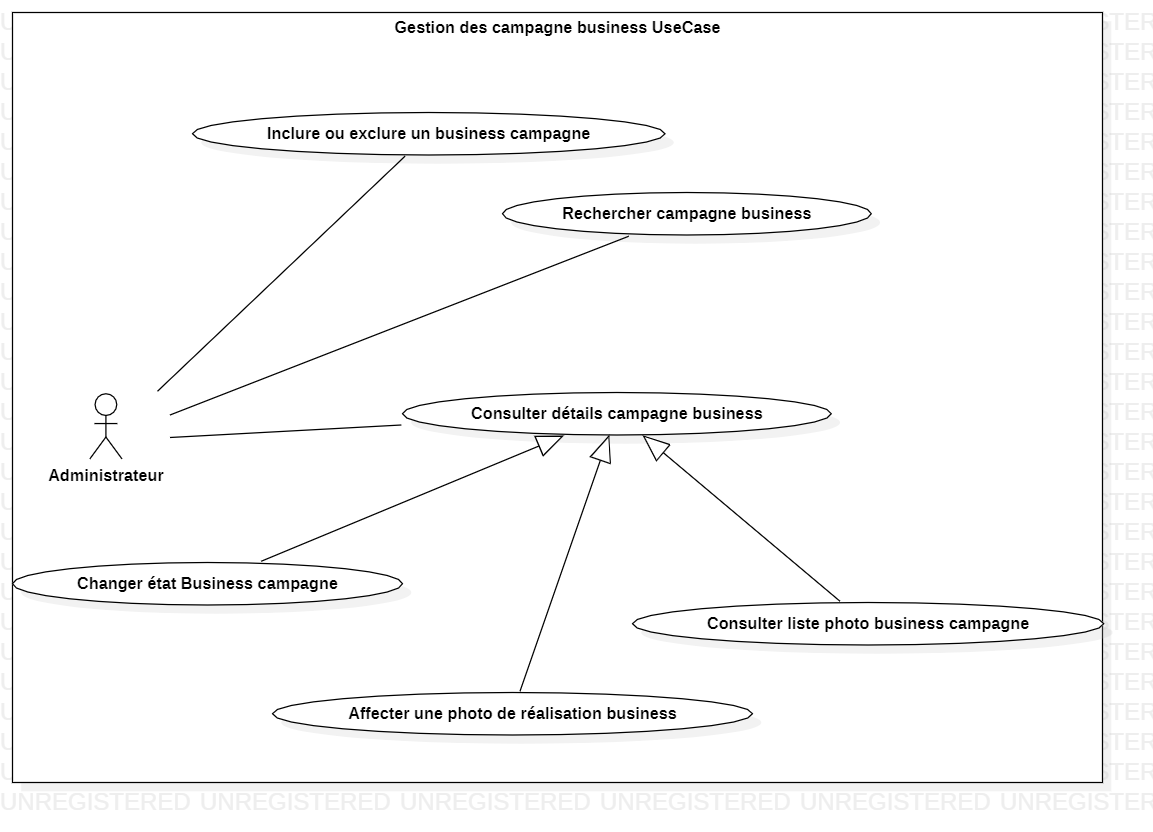 Gestion des campagne business UseCase
Inclure ou exclure un business campagne
Rechercher campagne business
Consulter détails campagne business
Administrateur
Changer état Business campagne
Consulter liste photo business campagne
Affecter une photo de réalisation business
UNREGISTERED UNREGISTERED UNREGISTERED UNREGISTERED UNREGISTERED UNREGISTER